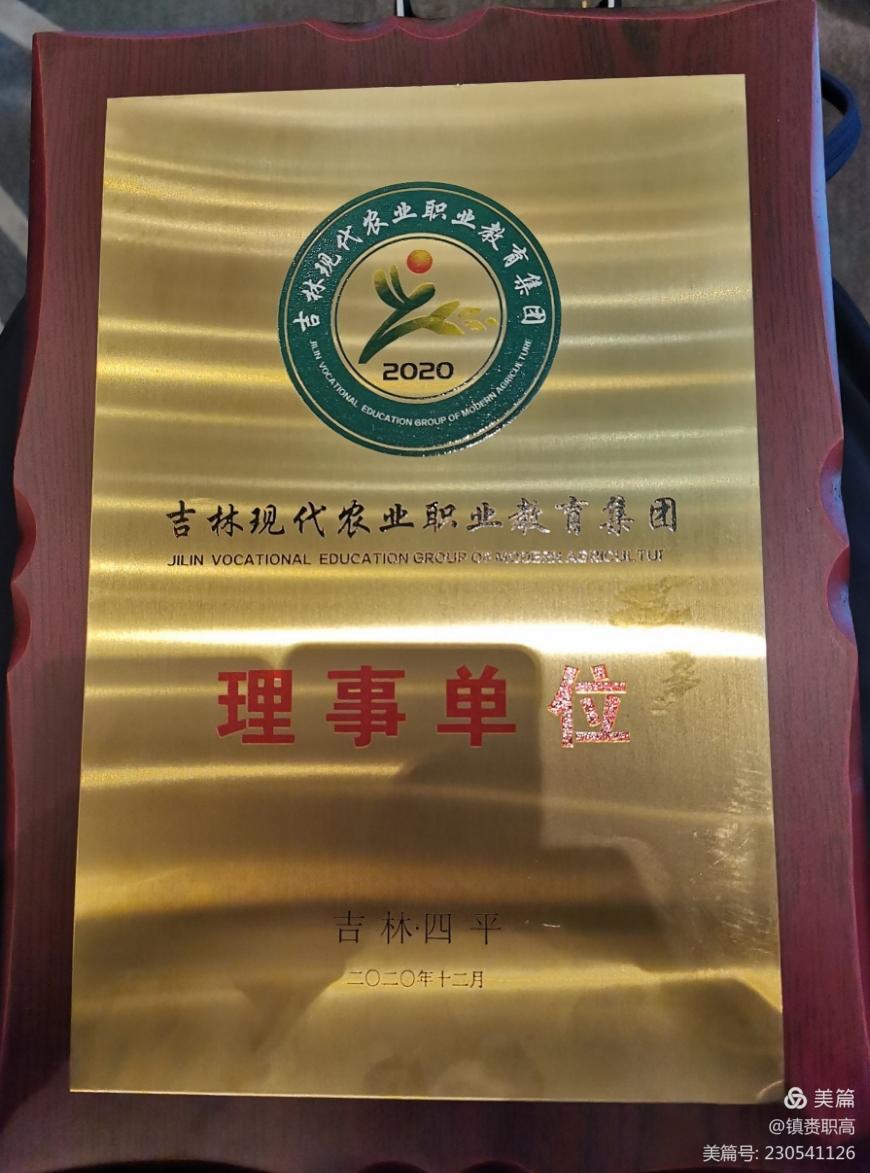 吉林现代农业职业教育集团
2020
JILIN VOCATIONAL EDUCATION GROUP OF MODERN AGRICULTURE
吉林现代农业职业教育集团
JILIN VOCATIONAL EDUCATION GROUP OF MODERN AGRICULTUR
理事单位
吉林·四平
二〇二〇年十二月
美篇
@镇赉职高
美篇号: 230541126